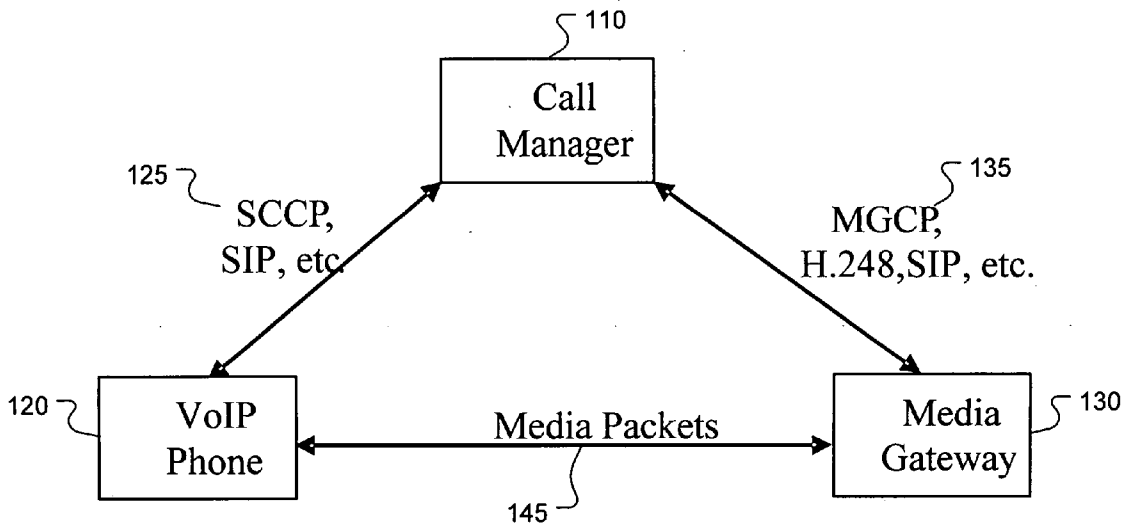 110
Call
Manager
125
SCCP,
SIP, etc.
135
MGCP,
H.248,SIP, etc.
120
VoIP
Phone
Media Packets
145
Media
Gateway
130